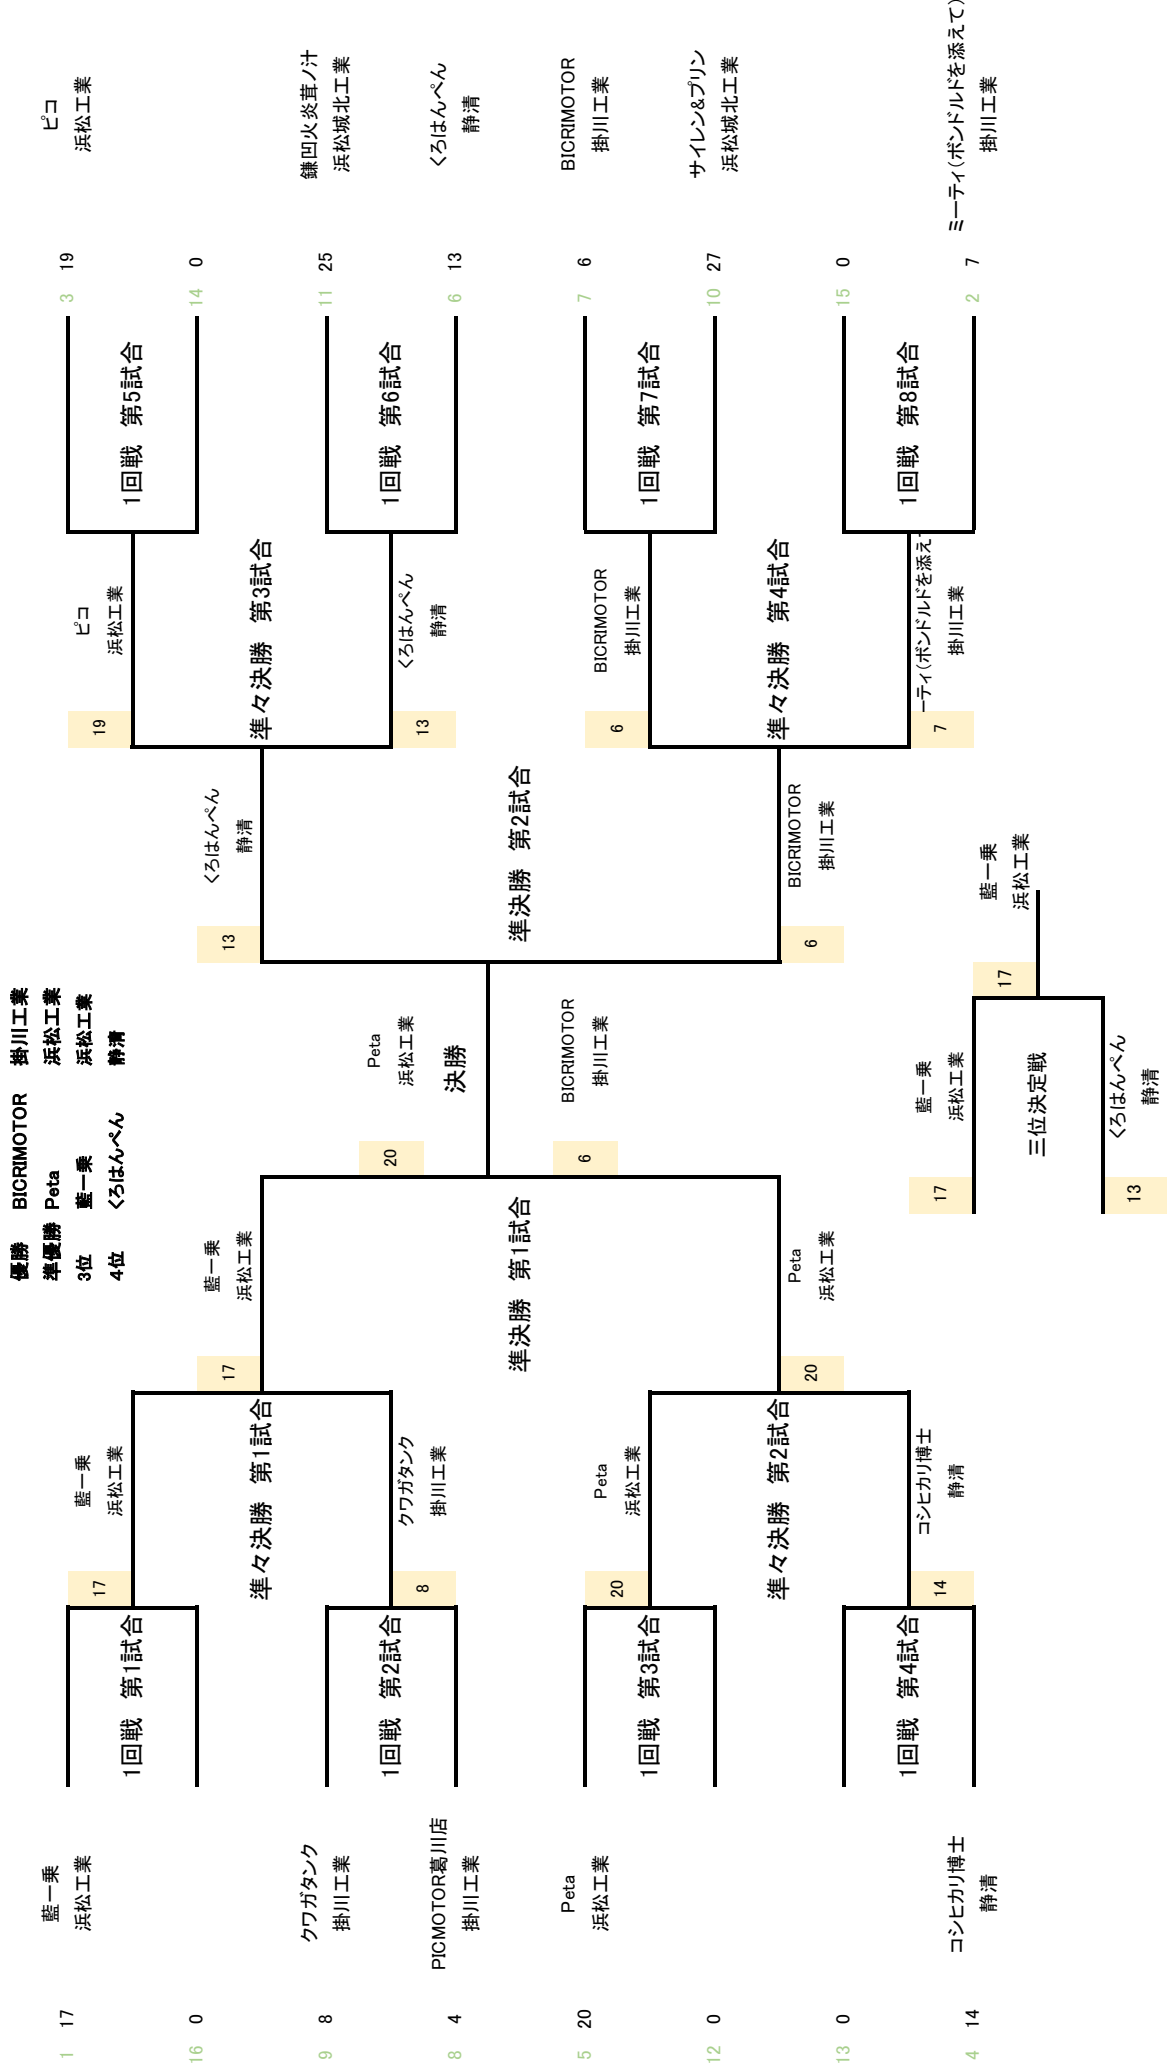 優勝 BICRIMOTOR 掛川工業
準優勝 Peta 浜松工業
3位 藍一乗 浜松工業
4位 くろはんぺん 静清
1 17
藍一乗
浜松工業
16 0
1回戦 第1試合
9 8
クワガタンク
掛川工業
8 4
PICMOTOR葛川店
掛川工業
1回戦 第2試合
5 20
Peta
浜松工業
12 0
1回戦 第3試合
13 0
4 14
コシヒカリ博士
静清
1回戦 第4試合
17
藍一乗
浜松工業
準々決勝 第1試合
8
クワガタンク
掛川工業
20
Peta
浜松工業
準々決勝 第2試合
14
コシヒカリ博士
静清
17
藍一乗
浜松工業
準決勝 第1試合
20
Peta
浜松工業
20
Peta
浜松工業
決勝
6
BICRIMOTOR
掛川工業
13
くろはんぺん
静清
準決勝 第2試合
6
BICRIMOTOR
掛川工業
19
ピコ
浜松工業
準々決勝 第3試合
13
くろはんぺん
静清
6
BICRIMOTOR
掛川工業
準々決勝 第4試合
7
ーティ(ボンドルドを添えて
掛川工業
1回戦 第5試合
19 3
ピコ
浜松工業
0 14
1回戦 第6試合
25 11
鎌凹火炎茸ノ汁
浜松城北工業
13 6
くろはんぺん
静清
1回戦 第7試合
6 7
BICRIMOTOR
掛川工業
27 10
サイレン&プリン
浜松城北工業
1回戦 第8試合
0 15
7 2
ミーティ(ボンドルドを添えて)
掛川工業
17
藍一乗
浜松工業
三位決定戦
13
くろはんぺん
静清
17
藍一乗
浜松工業